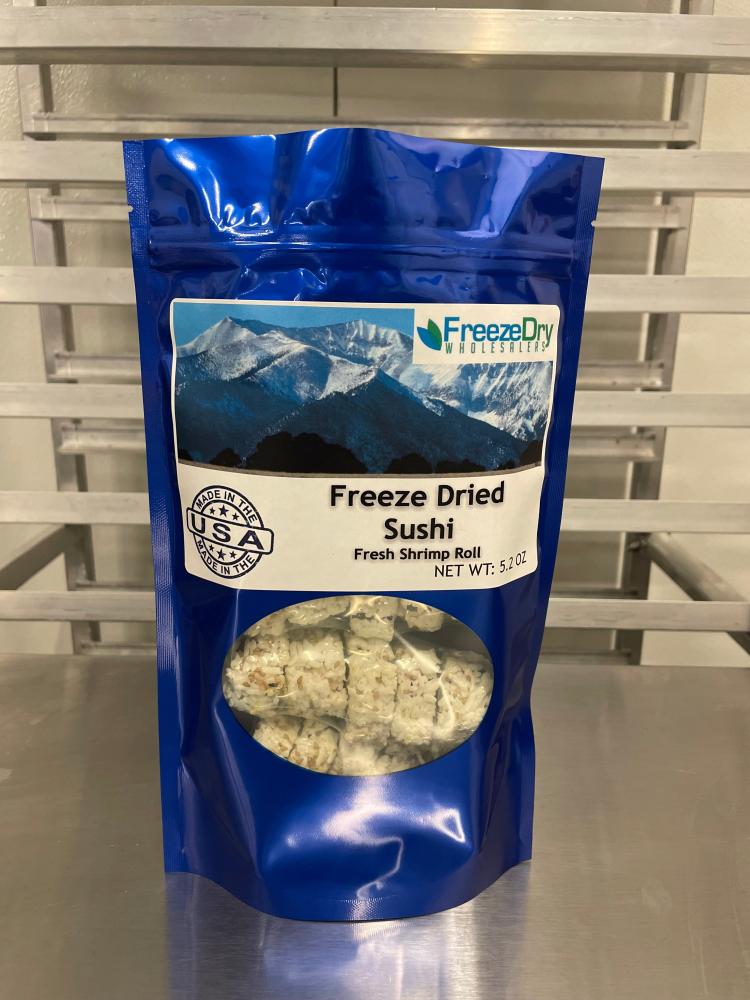 FreezeDry
WHOLESALERS
MADE IN THE
USA
MADE IN THE
Freeze Dried
Sushi
Fresh Shrimp Roll
NET WT: 5.2 OZ